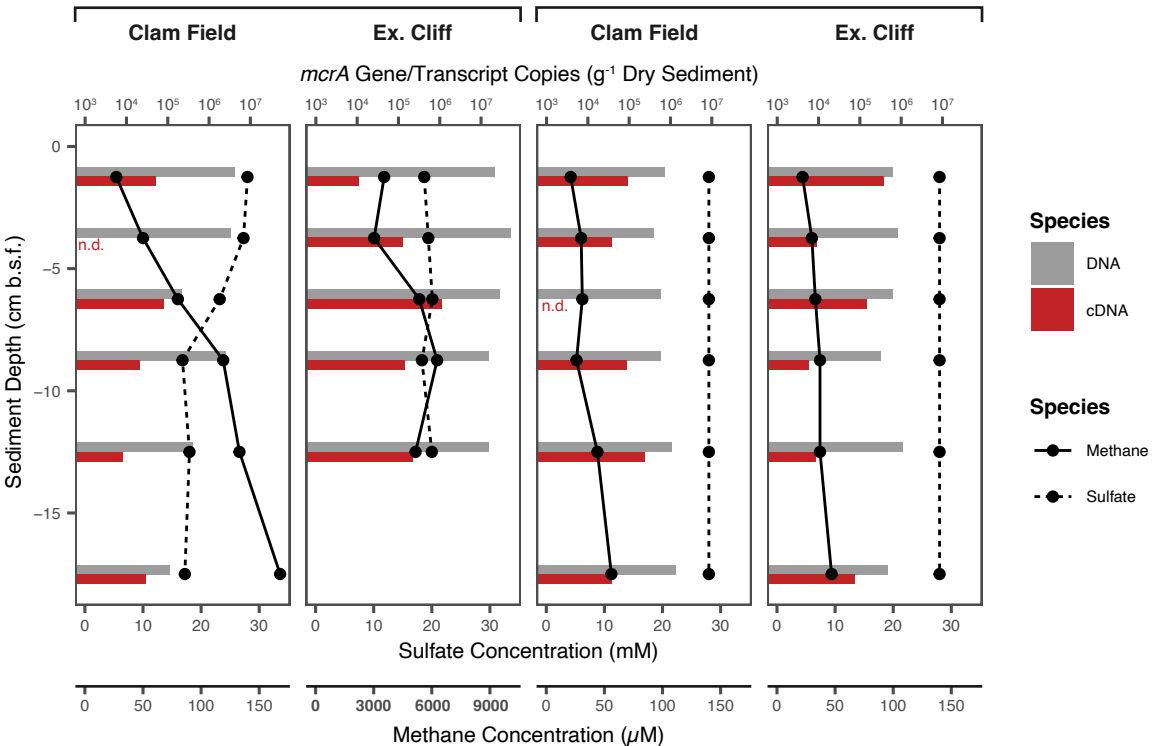 Clam Field Ex. Cliff Clam Field Ex. Cliff
mcrA Gene/Transcript Copies (g⁻¹ Dry Sediment)
10³ 10⁴ 10⁵ 10⁶ 10⁷ 10³ 10⁴ 10⁵ 10⁶ 10⁷ 10³ 10⁴ 10⁵ 10⁶ 10⁷ 10³ 10⁴ 10⁵ 10⁶ 10⁷
Sediment Depth (cm b.s.f.)
0
−5
−10
−15
n.d.
n.d.
0 10 20 30 0 10 20 30 0 10 20 30 0 10 20 30
Sulfate Concentration (mM)
0 50 100 150 0 3000 6000 9000 0 50 100 150 0 50 100 150
Methane Concentration (µM)
Species
DNA
cDNA
Species
Methane
Sulfate